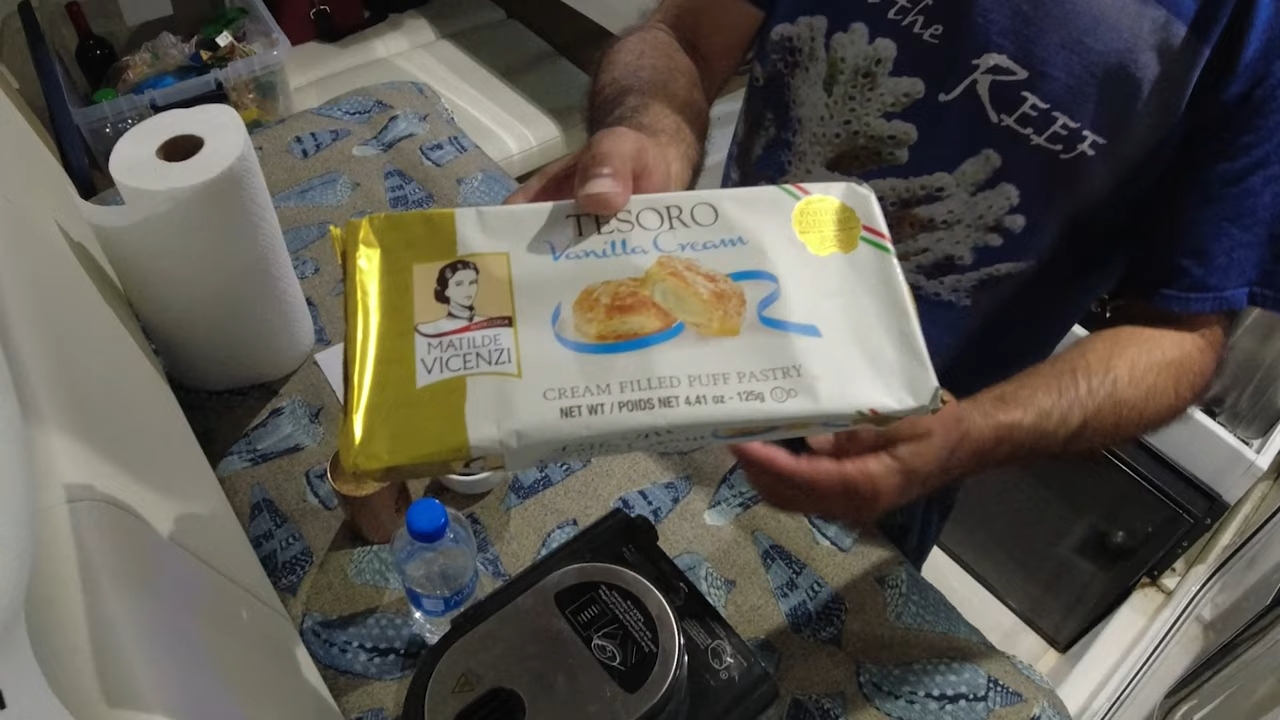 the
REEF
TESORO
Vanilla Cream
MATILDE
VICENZI
CREAM FILLED PUFF PASTRY
NET WT / POIDS NET 4.41 oz - 125g